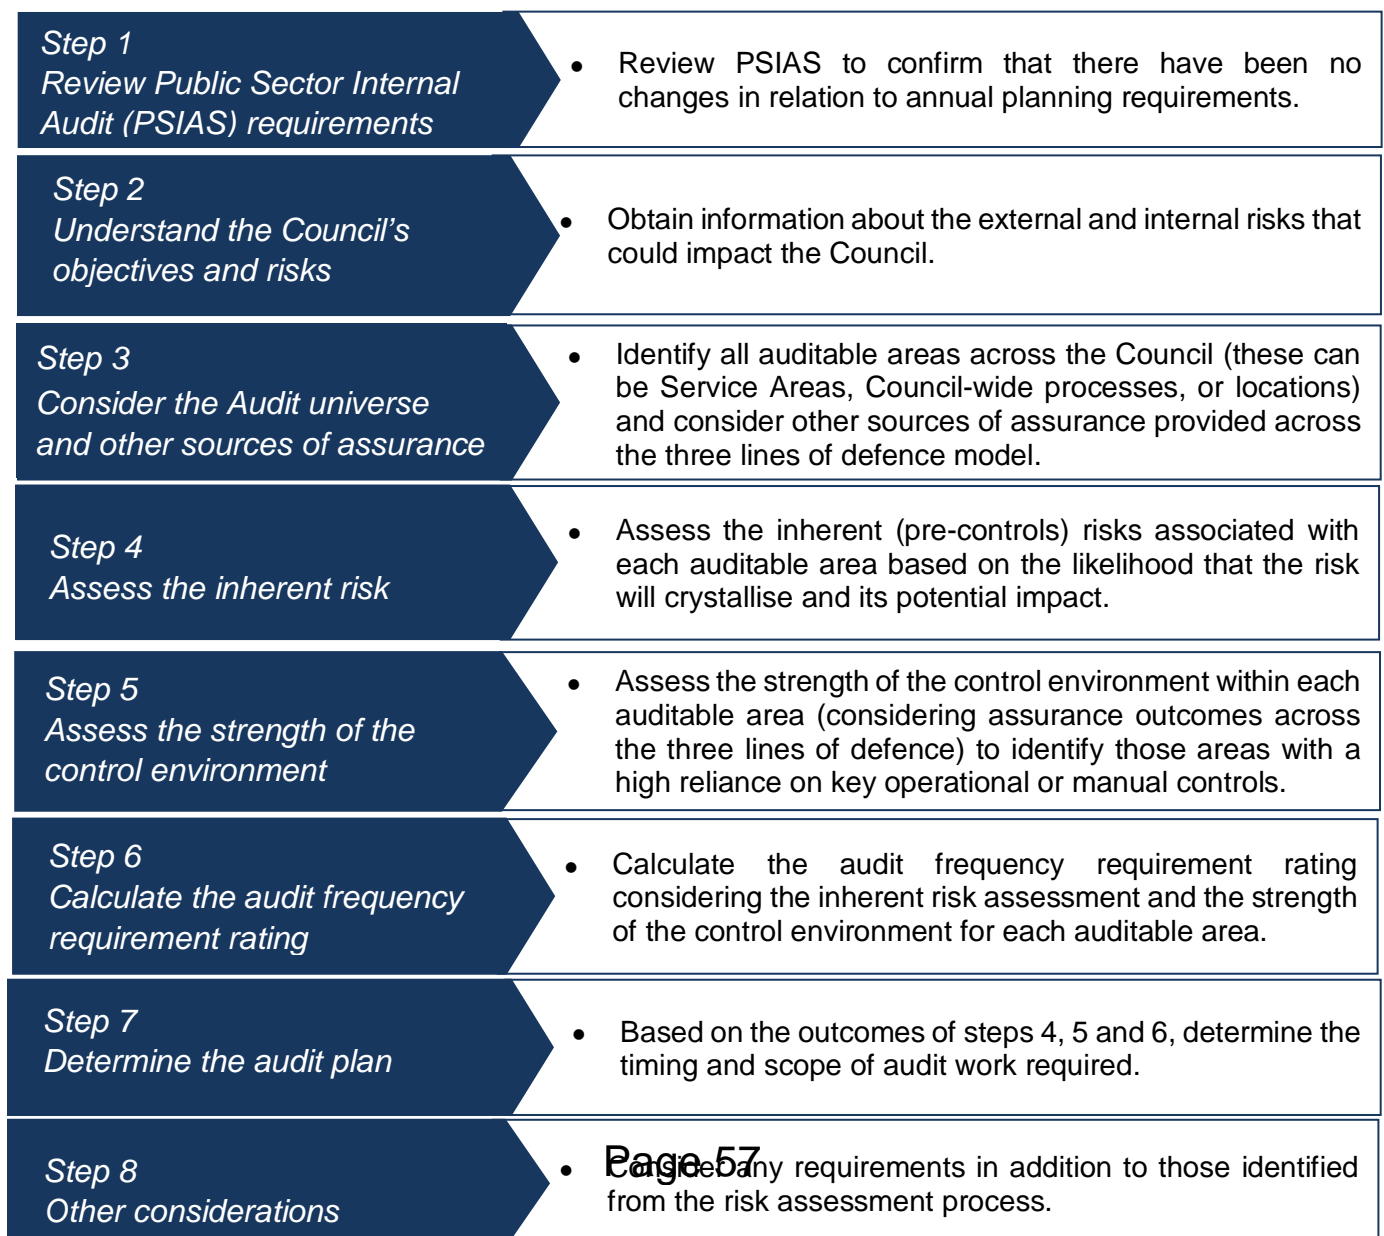 Step 1
Review Public Sector Internal
Audit (PSIAS) requirements
● Review PSIAS to confirm that there have been no
changes in relation to annual planning requirements.
Step 2
Understand the Council’s
objectives and risks
● Obtain information about the external and internal risks that
could impact the Council.
Step 3
Consider the Audit universe
and other sources of assurance
● Identify all auditable areas across the Council (these can
be Service Areas, Council-wide processes, or locations)
and consider other sources of assurance provided across
the three lines of defence model.
Step 4
Assess the inherent risk
● Assess the inherent (pre-controls) risks associated with
each auditable area based on the likelihood that the risk
will crystallise and its potential impact.
Step 5
Assess the strength of the
control environment
● Assess the strength of the control environment within each
auditable area (considering assurance outcomes across
the three lines of defence) to identify those areas with a
high reliance on key operational or manual controls.
Step 6
Calculate the audit frequency
requirement rating
● Calculate the audit frequency requirement rating
considering the inherent risk assessment and the strength
of the control environment for each auditable area.
Step 7
Determine the audit plan
● Based on the outcomes of steps 4, 5 and 6, determine the
timing and scope of audit work required.
Step 8
Other considerations
● Consider any requirements in addition to those identified
from the risk assessment process.
Page 57